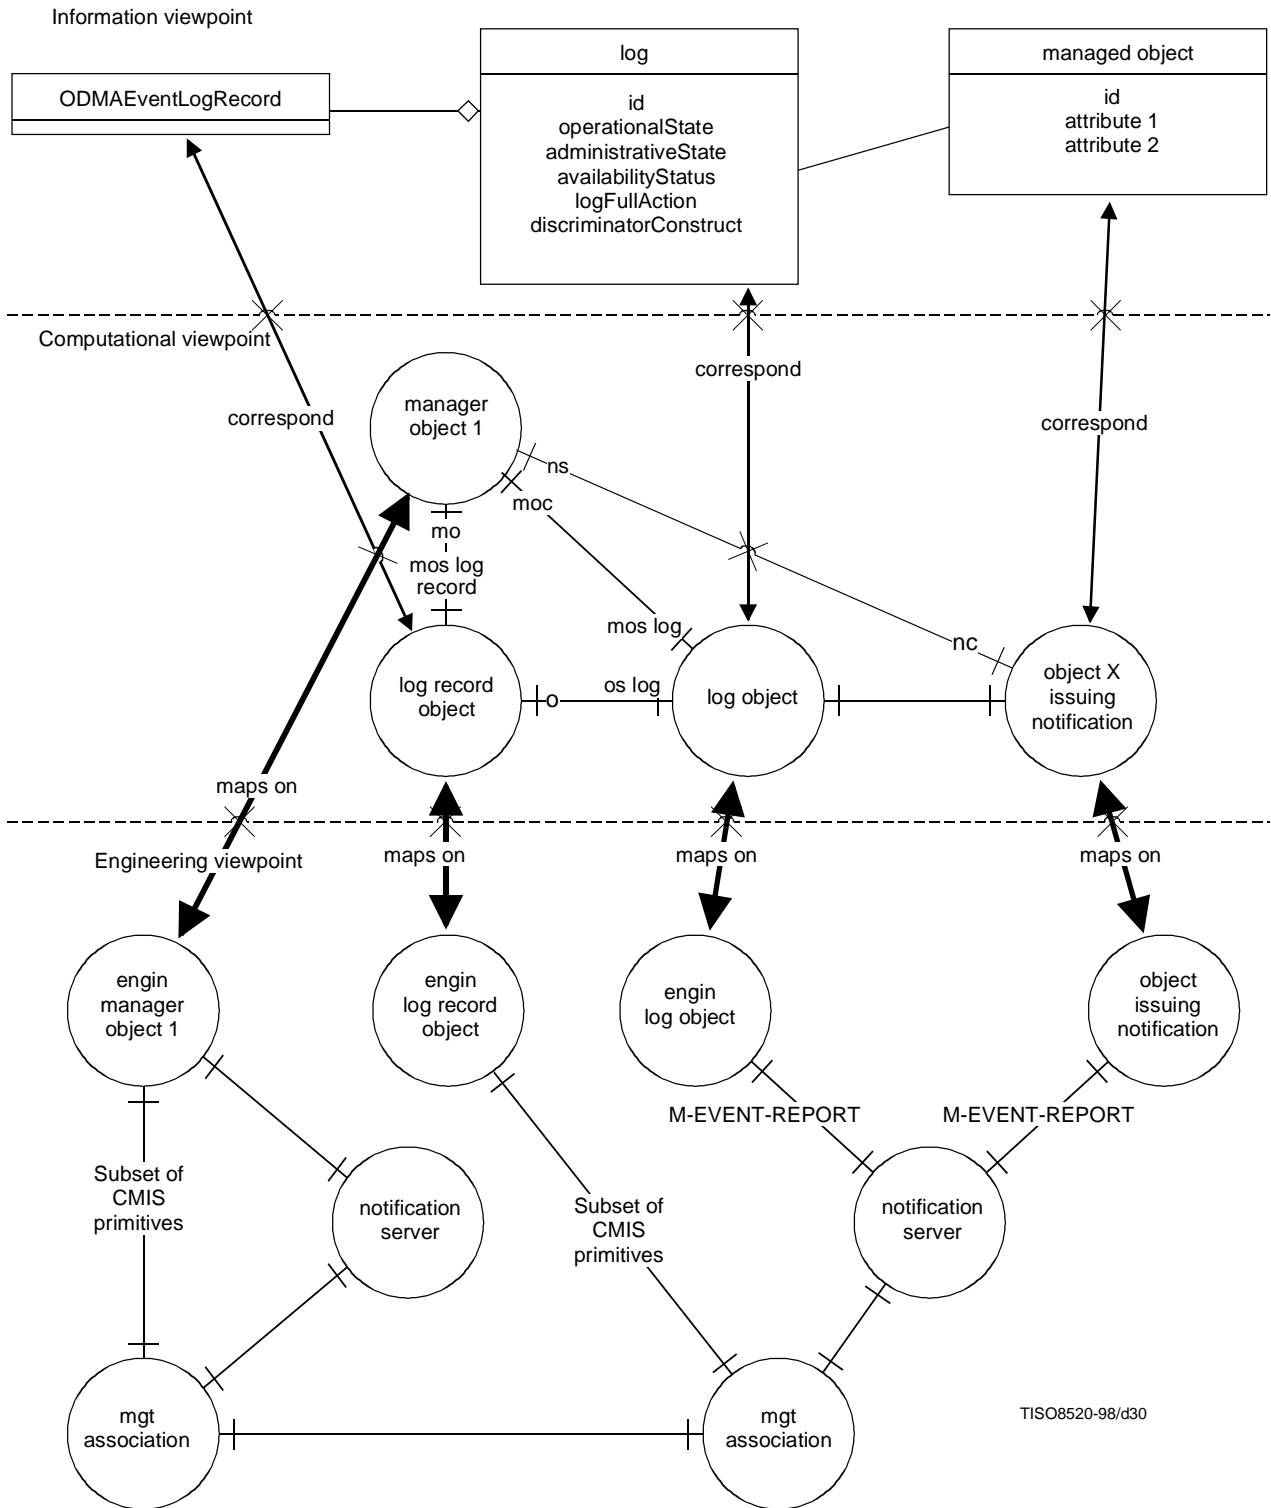 Information viewpoint
log
managed object
ODMAEventLogRecord
id
operationalState
administrativeState
availabilityStatus
logFullAction
discriminatorConstruct
id
attribute 1
attribute 2
Computational viewpoint
correspond
manager
object 1
correspond
correspond
ns
moc
mo
mos log
record
mos log
nc
log record
object
o
os log
log object
object X
issuing
notification
maps on
Engineering viewpoint
maps on
maps on
maps on
engin
manager
object 1
engin
log record
object
engin
log object
object
issuing
notification
M-EVENT-REPORT
M-EVENT-REPORT
Subset of
CMIS
primitives
notification
server
Subset of
CMIS
primitives
notification
server
mgt
association
mgt
association
TISO8520-98/d30